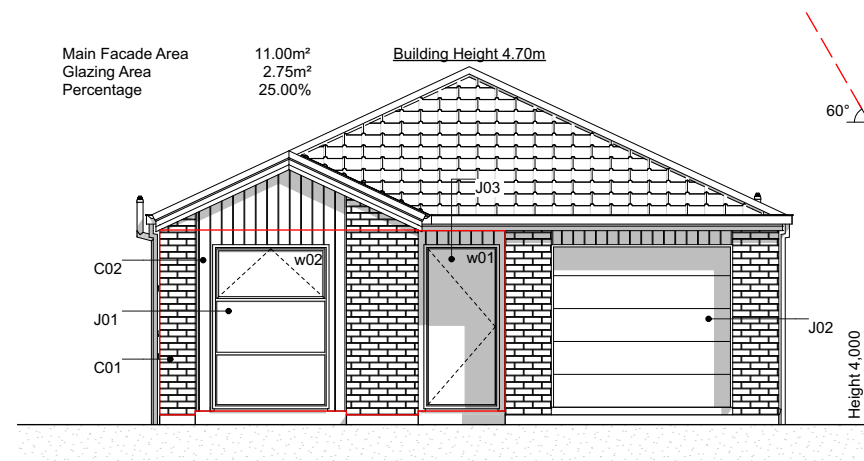 Main Facade Area 11.00m²
Glazing Area 2.75m²
Percentage 25.00%
Building Height 4.70m
60°
J03
C02
w02
w01
J01
J02
C01
Height 4,000